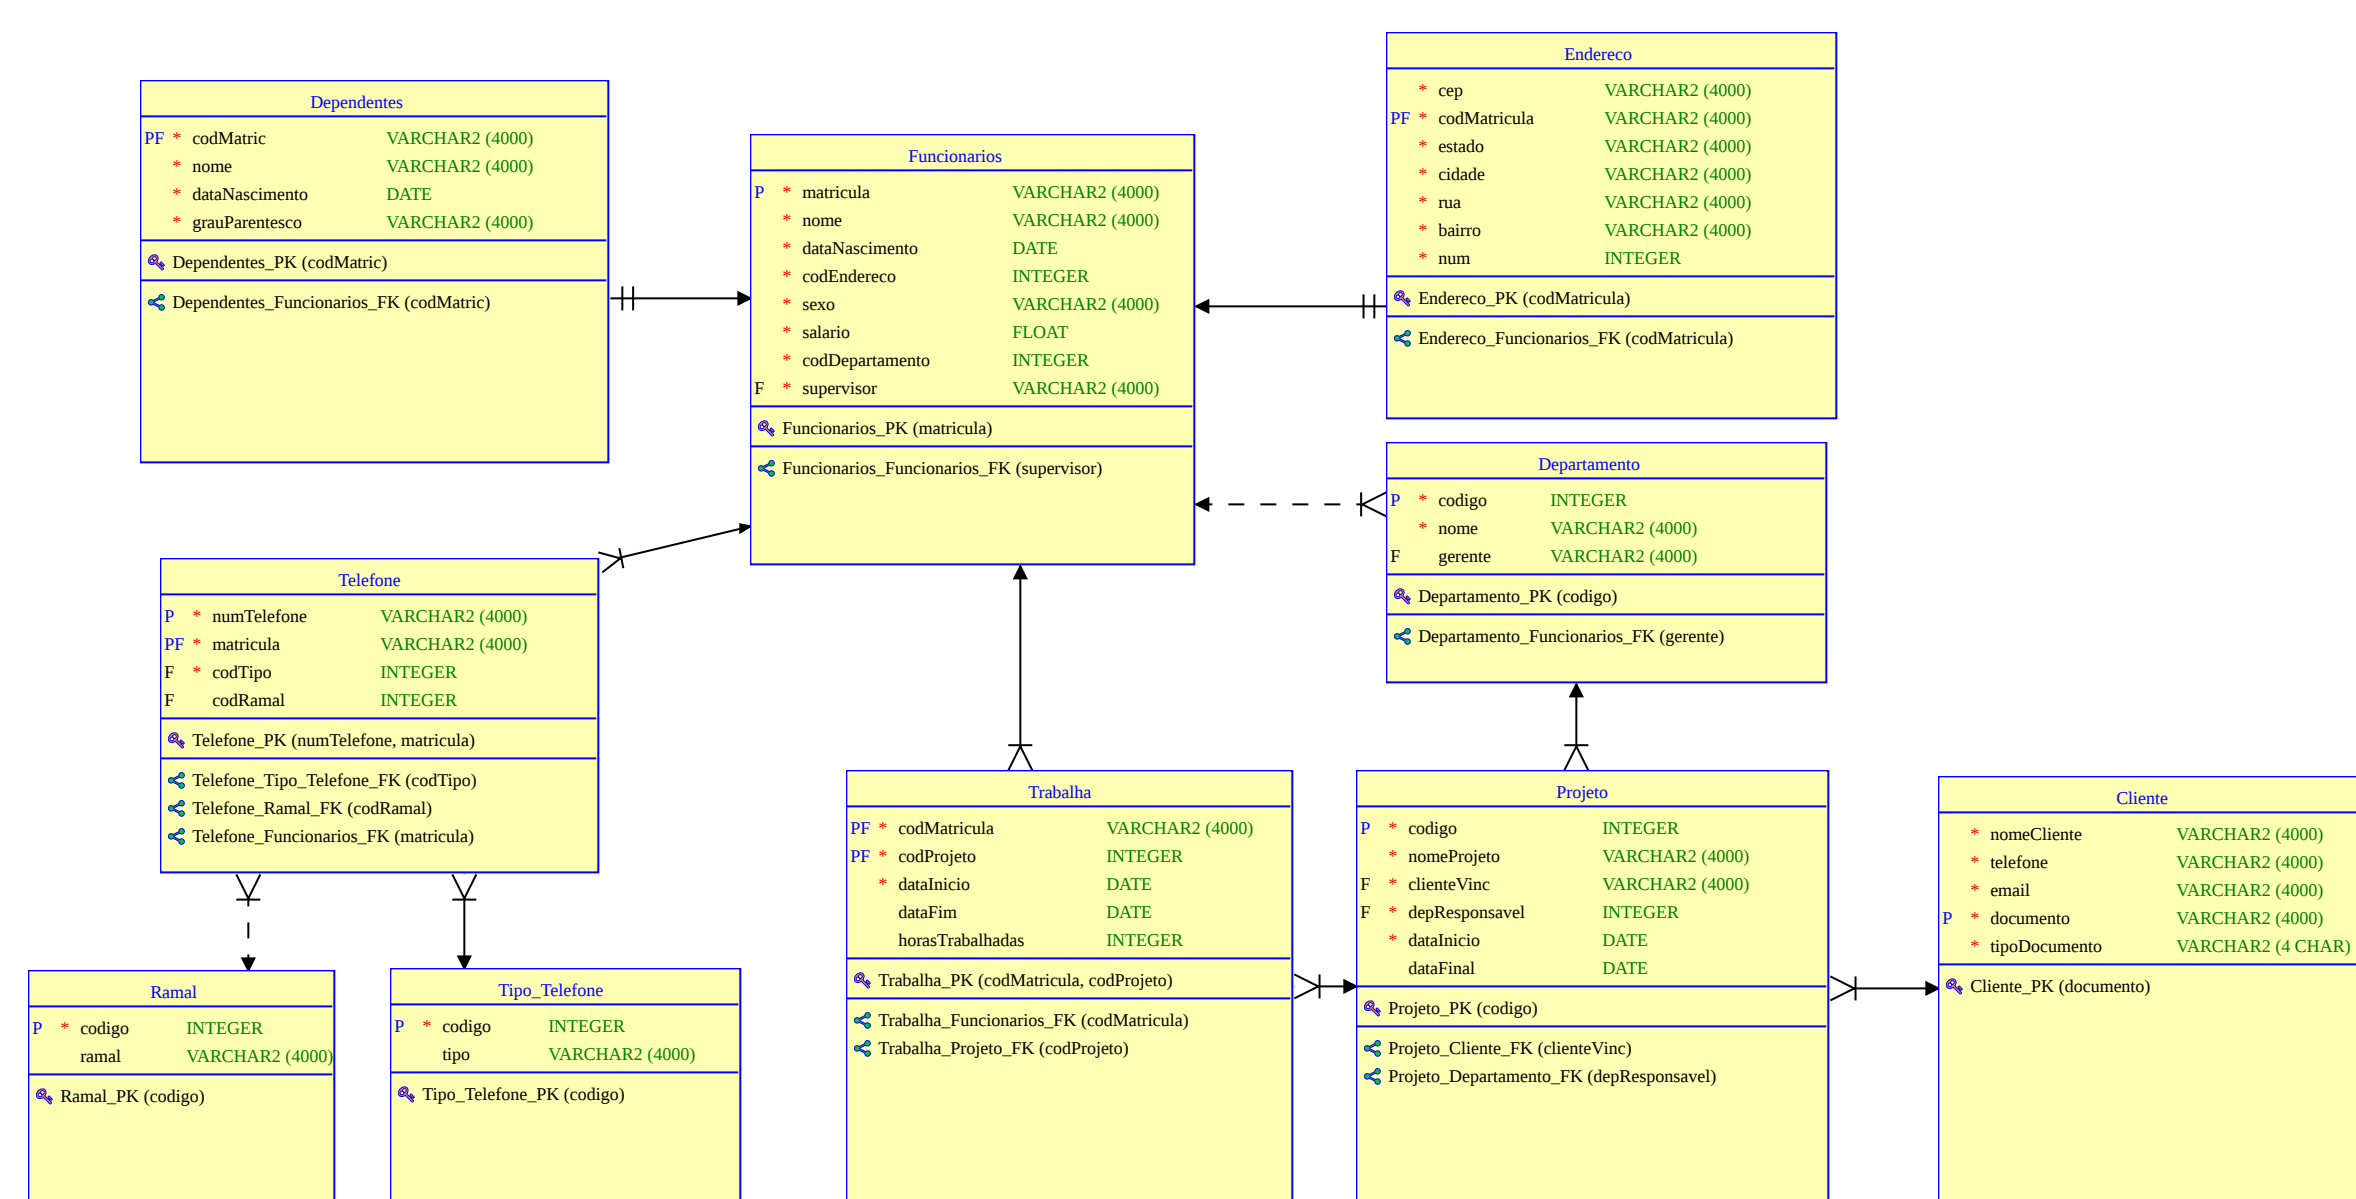 Dependentes
PF * codMatric VARCHAR2 (4000)
* nome VARCHAR2 (4000)
* dataNascimento DATE
* grauParentesco VARCHAR2 (4000)
Dependentes_PK (codMatric)
Dependentes_Funcionarios_FK (codMatric)
Funcionarios
P * matricula VARCHAR2 (4000)
* nome VARCHAR2 (4000)
* dataNascimento DATE
* codEndereco INTEGER
* sexo VARCHAR2 (4000)
* salario FLOAT
* codDepartamento INTEGER
F * supervisor VARCHAR2 (4000)
Funcionarios_PK (matricula)
Funcionarios_Funcionarios_FK (supervisor)
Endereco
* cep VARCHAR2 (4000)
PF * codMatricula VARCHAR2 (4000)
* estado VARCHAR2 (4000)
* cidade VARCHAR2 (4000)
* rua VARCHAR2 (4000)
* bairro VARCHAR2 (4000)
* num INTEGER
Endereco_PK (codMatricula)
Endereco_Funcionarios_FK (codMatricula)
Departamento
P * codigo INTEGER
* nome VARCHAR2 (4000)
F gerente VARCHAR2 (4000)
Departamento_PK (codigo)
Departamento_Funcionarios_FK (gerente)
Telefone
P * numTelefone VARCHAR2 (4000)
PF * matricula VARCHAR2 (4000)
F * codTipo INTEGER
F codRamal INTEGER
Telefone_PK (numTelefone, matricula)
Telefone_Tipo_Telefone_FK (codTipo)
Telefone_Ramal_FK (codRamal)
Telefone_Funcionarios_FK (matricula)
Ramal
P * codigo INTEGER
ramal VARCHAR2 (4000)
Ramal_PK (codigo)
Tipo_Telefone
P * codigo INTEGER
tipo VARCHAR2 (4000)
Tipo_Telefone_PK (codigo)
Trabalha
PF * codMatricula VARCHAR2 (4000)
PF * codProjeto INTEGER
* dataInicio DATE
dataFim DATE
horasTrabalhadas INTEGER
Trabalha_PK (codMatricula, codProjeto)
Trabalha_Funcionarios_FK (codMatricula)
Trabalha_Projeto_FK (codProjeto)
Projeto
P * codigo INTEGER
* nomeProjeto VARCHAR2 (4000)
F * clienteVinc VARCHAR2 (4000)
F * depResponsavel INTEGER
* dataInicio DATE
dataFinal DATE
Projeto_PK (codigo)
Projeto_Cliente_FK (clienteVinc)
Projeto_Departamento_FK (depResponsavel)
Cliente
* nomeCliente VARCHAR2 (4000)
* telefone VARCHAR2 (4000)
* email VARCHAR2 (4000)
P * documento VARCHAR2 (4000)
* tipoDocumento VARCHAR2 (4 CHAR)
Cliente_PK (documento)